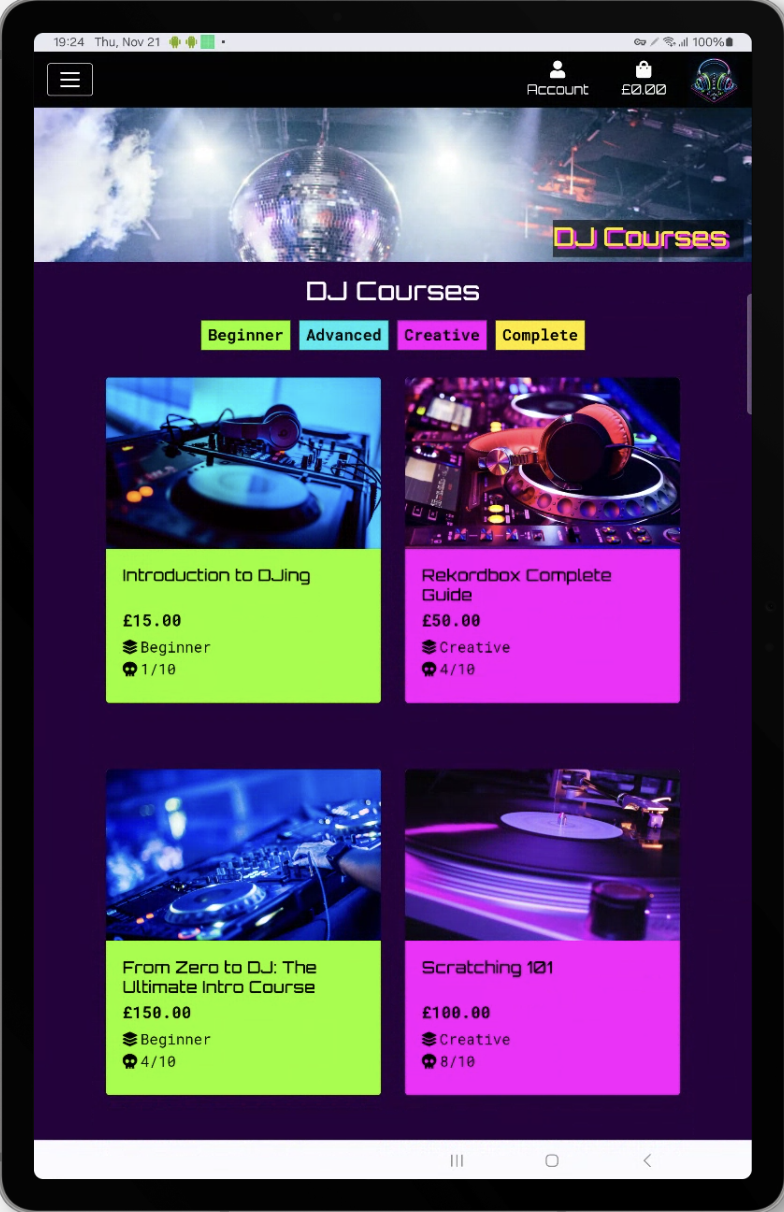 19:24 Thu, Nov 21
100%
Account
£0.00
DJ Courses
DJ Courses
Beginner Advanced Creative Complete
Introduction to DJing
£15.00
Beginner
1/10
Rekordbox Complete
Guide
£50.00
Creative
4/10
From Zero to DJ: The
Ultimate Intro Course
£150.00
Beginner
4/10
Scratching 101
£100.00
Creative
8/10